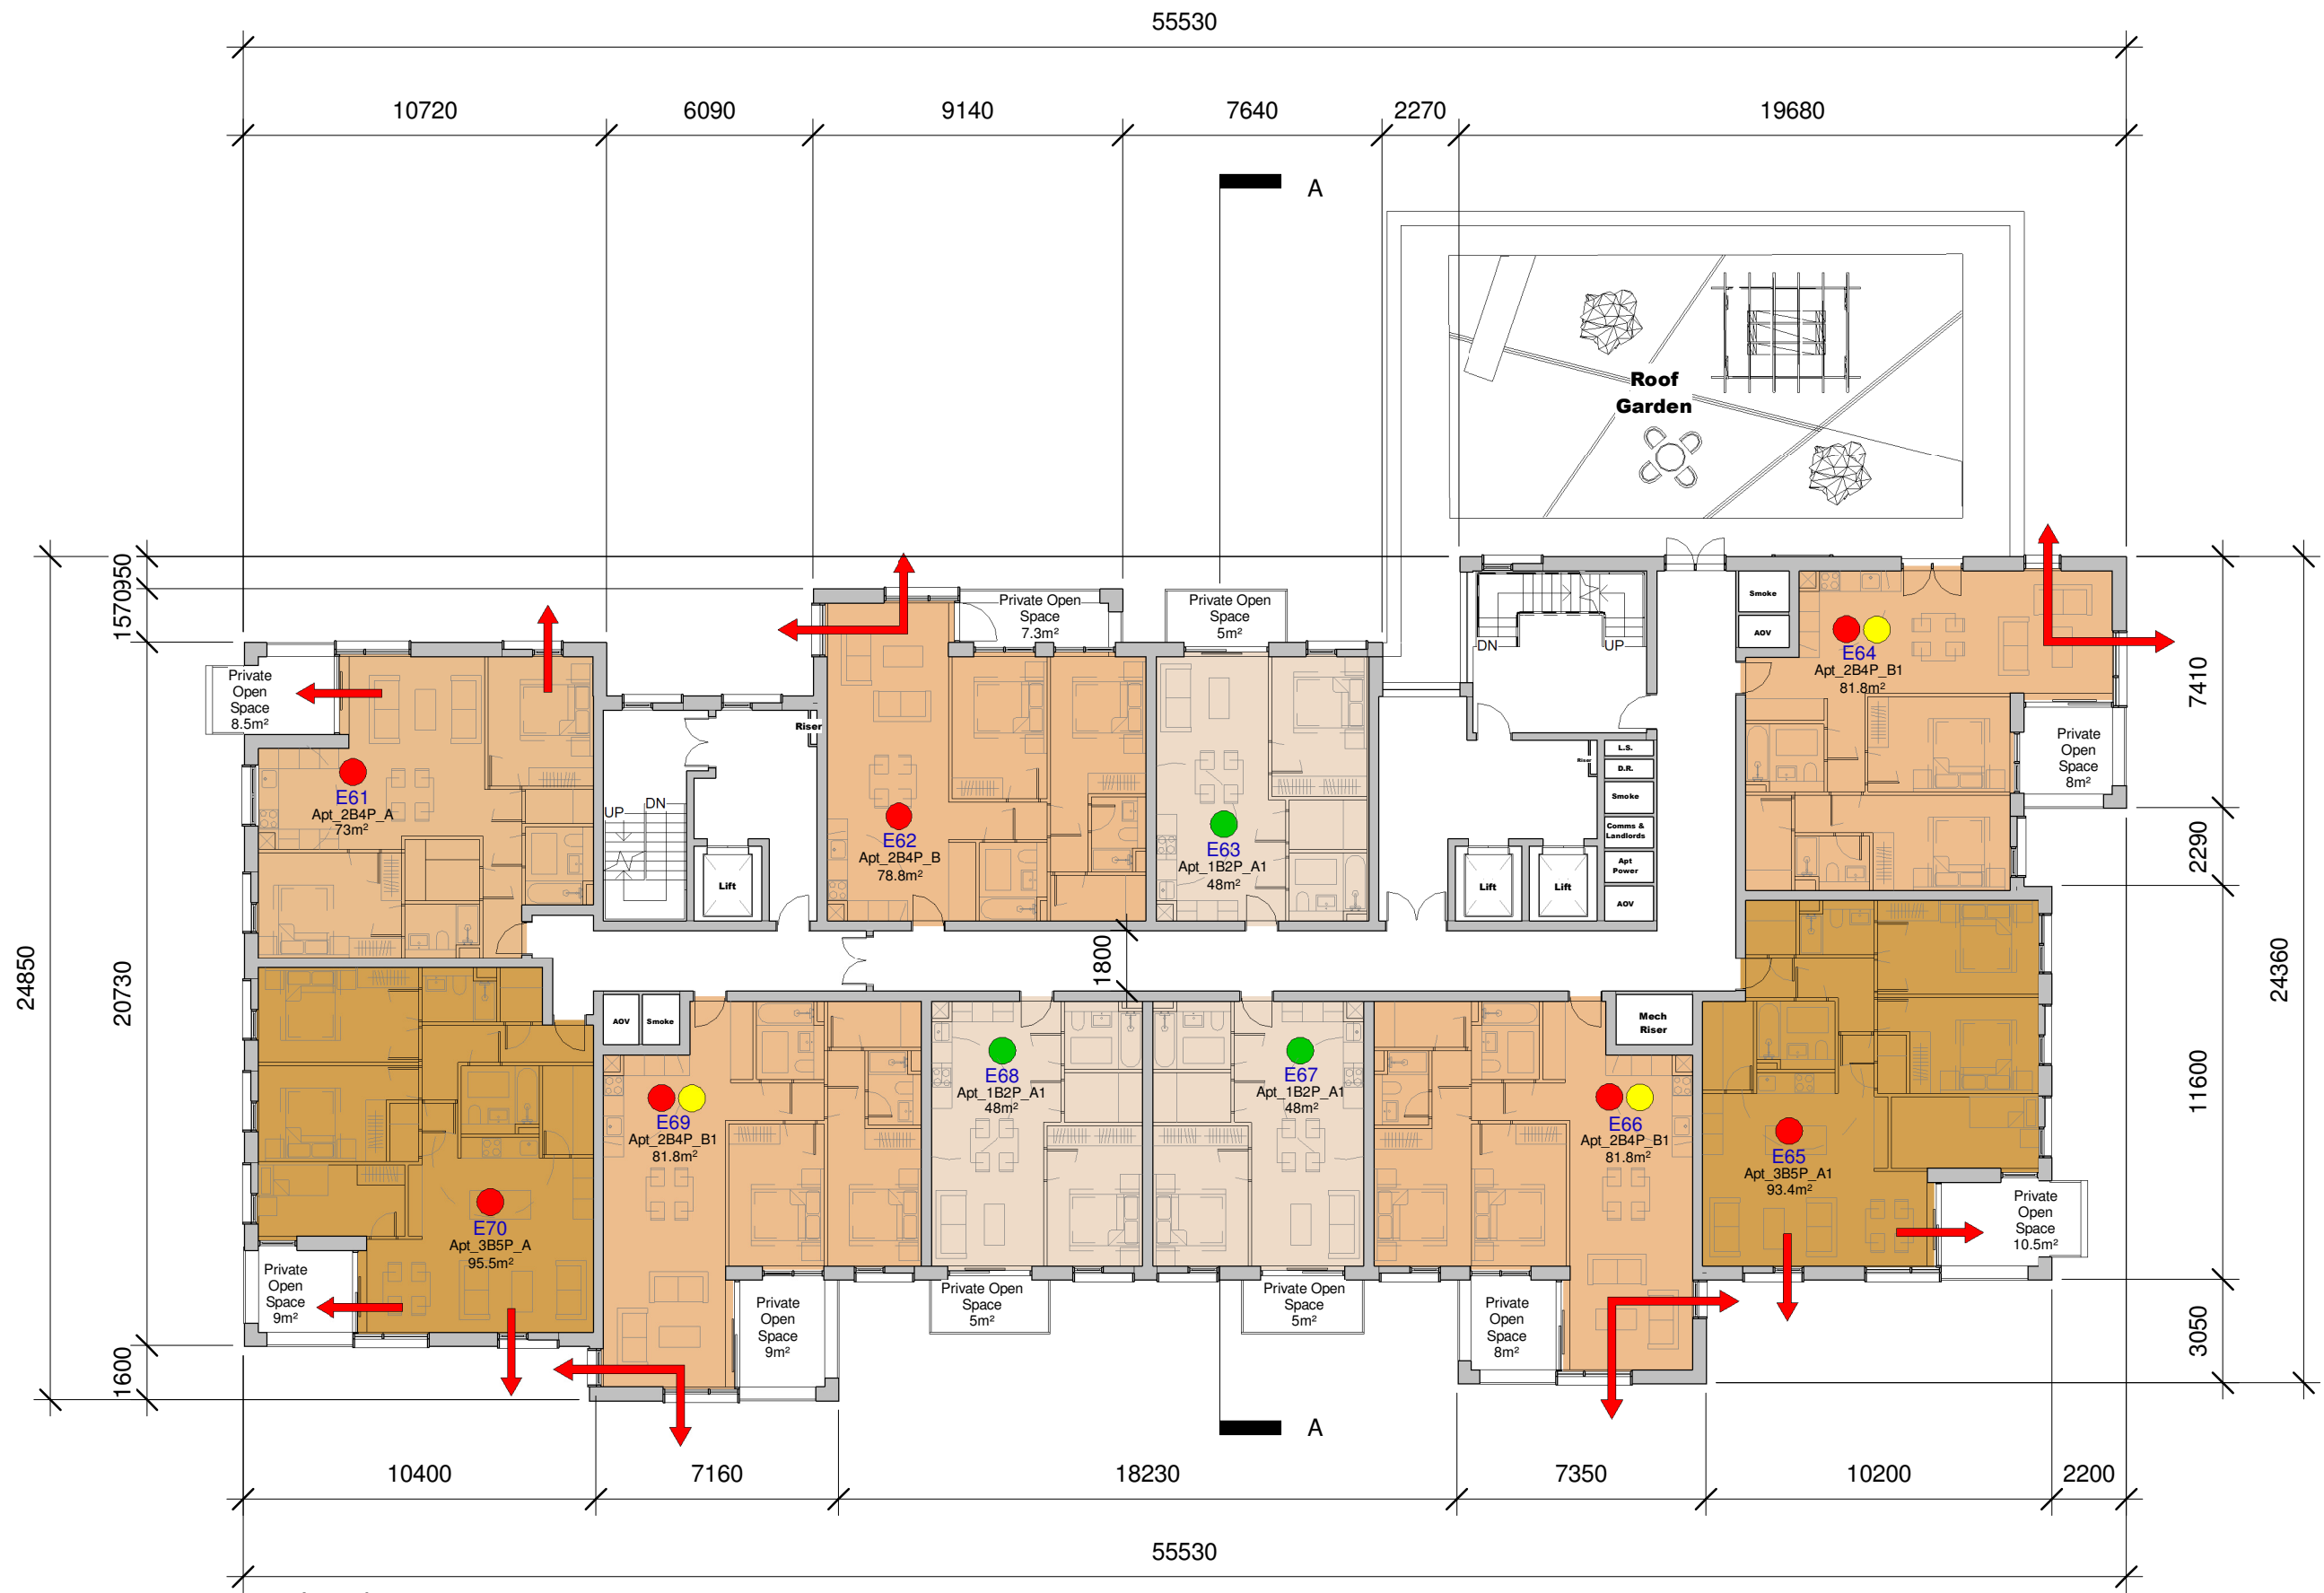 55530
10720
6090
9140
7640
2270
19680
A
Roof
Garden
950
1570
24850
20730
1600
7410
2290
11600
3050
24360
Private
Open
Space
8.5m²
Private Open
Space
7.3m²
Private Open
Space
5m²
Smoke
AOV
DN
UP
E61
Apt_2B4P_A
73m²
Riser
UP
DN
Lift
E62
Apt_2B4P_B
78.8m²
E63
Apt_1B2P_A1
48m²
Riser
L.S.
D.R.
Smoke
Comms &
Landlords
Apt
Power
AOV
Lift
Lift
E64
Apt_2B4P_B1
81.8m²
Private
Open
Space
8m²
1800
AOV
Smoke
Mech
Riser
E70
Apt_3B5P_A
95.5m²
Private
Open
Space
9m²
E69
Apt_2B4P_B1
81.8m²
Private
Open
Space
9m²
E68
Apt_1B2P_A1
48m²
Private Open
Space
5m²
E67
Apt_1B2P_A1
48m²
Private Open
Space
5m²
E66
Apt_2B4P_B1
81.8m²
Private
Open
Space
8m²
E65
Apt_3B5P_A1
93.4m²
Private
Open
Space
10.5m²
A
10400
7160
18230
7350
10200
2200
55530